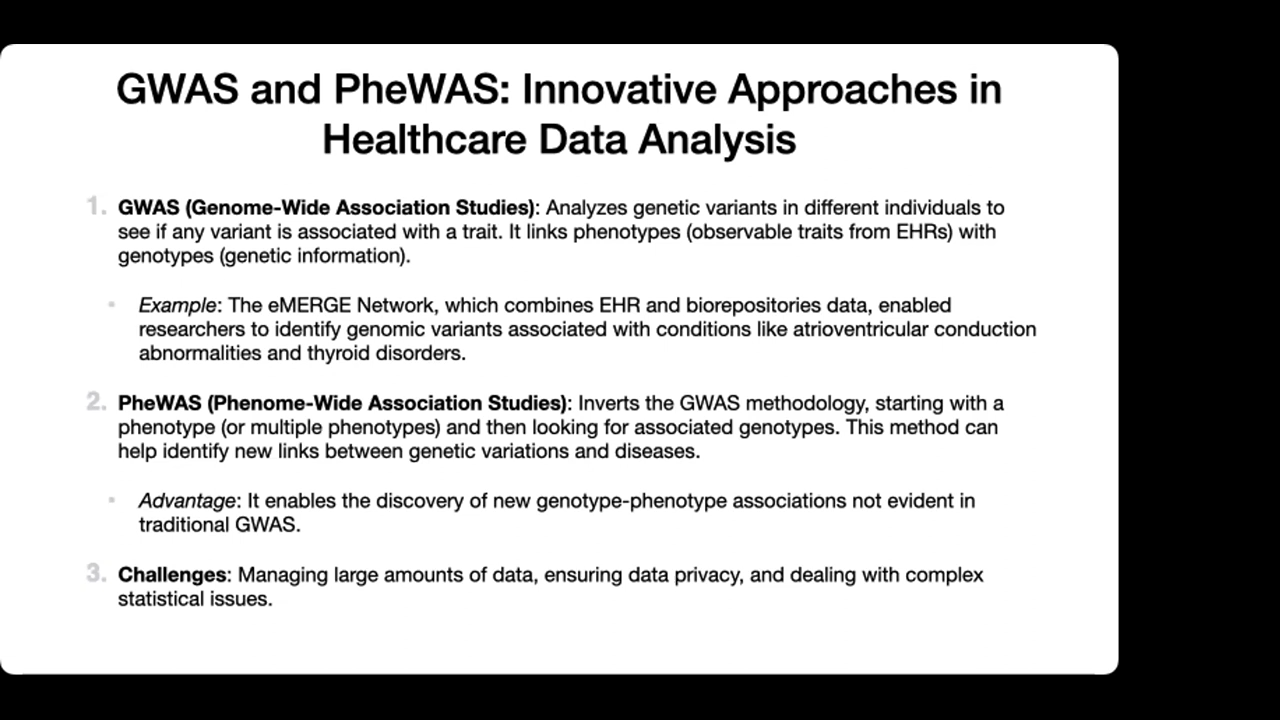 GWAS and PheWAS: Innovative Approaches in
Healthcare Data Analysis
1. GWAS (Genome-Wide Association Studies): Analyzes genetic variants in different individuals to
see if any variant is associated with a trait. It links phenotypes (observable traits from EHRs) with
genotypes (genetic information).
• Example: The eMERGE Network, which combines EHR and biorepositories data, enabled
researchers to identify genomic variants associated with conditions like atrioventricular conduction
abnormalities and thyroid disorders.
2. PheWAS (Phenome-Wide Association Studies): Inverts the GWAS methodology, starting with a
phenotype (or multiple phenotypes) and then looking for associated genotypes. This method can
help identify new links between genetic variations and diseases.
• Advantage: It enables the discovery of new genotype-phenotype associations not evident in
traditional GWAS.
3. Challenges: Managing large amounts of data, ensuring data privacy, and dealing with complex
statistical issues.